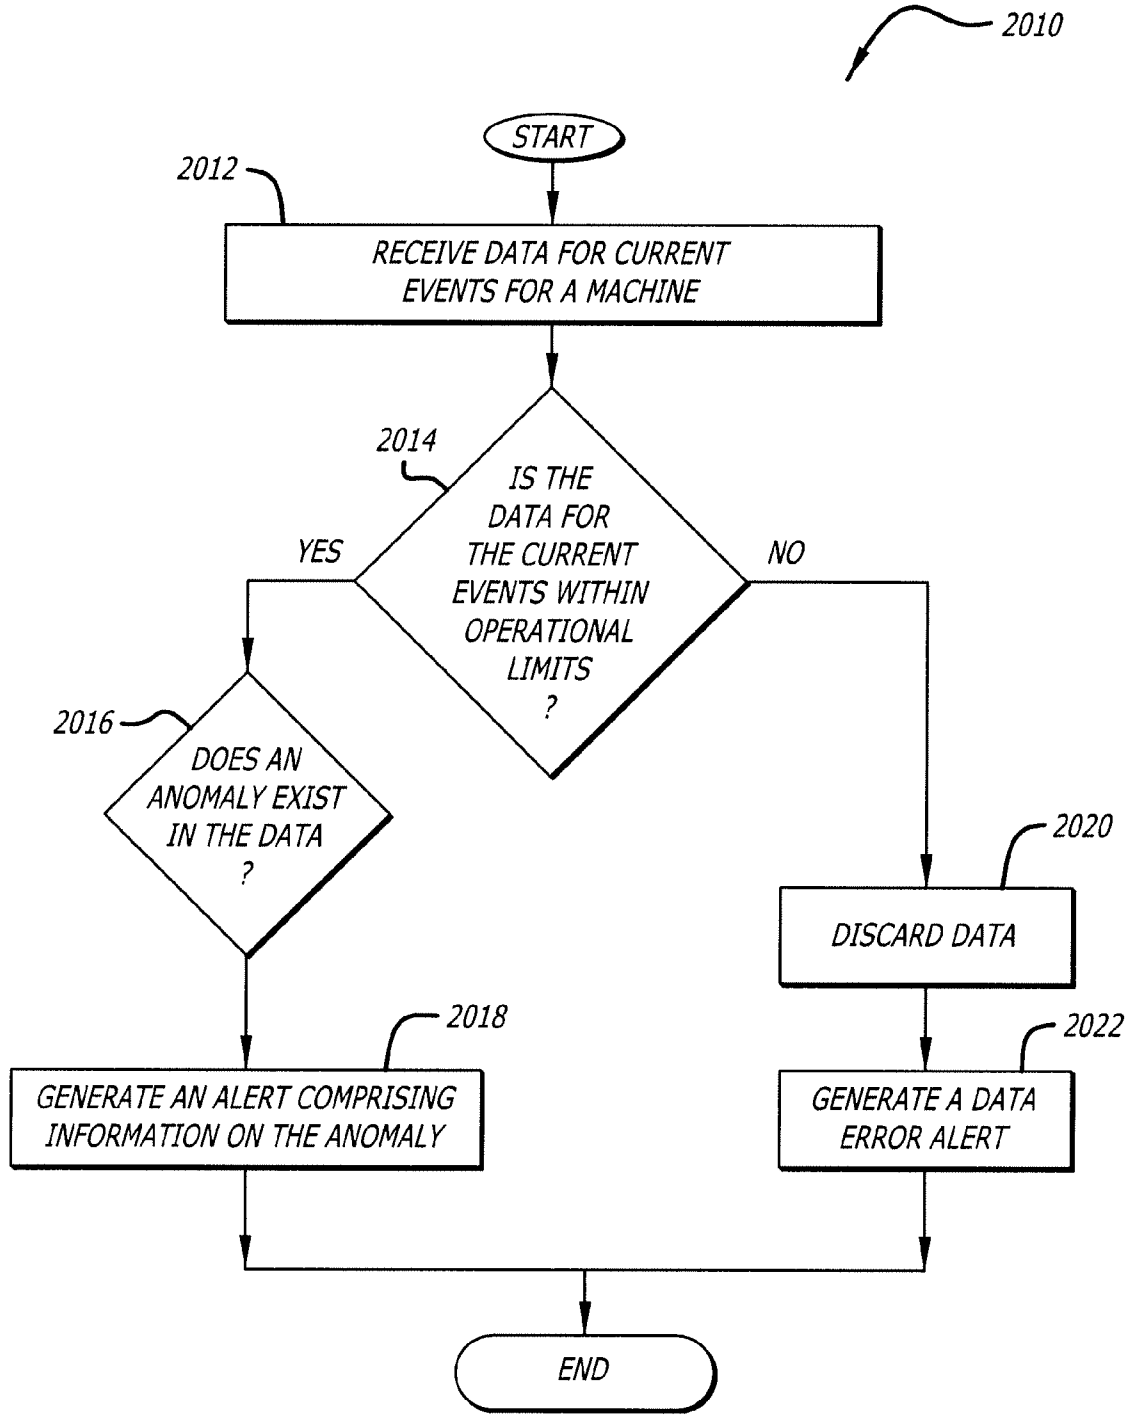 2010
START
2012
RECEIVE DATA FOR CURRENT
EVENTS FOR A MACHINE
2014
IS THE
DATA FOR
THE CURRENT
EVENTS WITHIN
OPERATIONAL
LIMITS
?
YES
NO
2016
DOES AN
ANOMALY EXIST
IN THE DATA
?
2020
DISCARD DATA
2018
GENERATE AN ALERT COMPRISING
INFORMATION ON THE ANOMALY
2022
GENERATE A DATA
ERROR ALERT
END